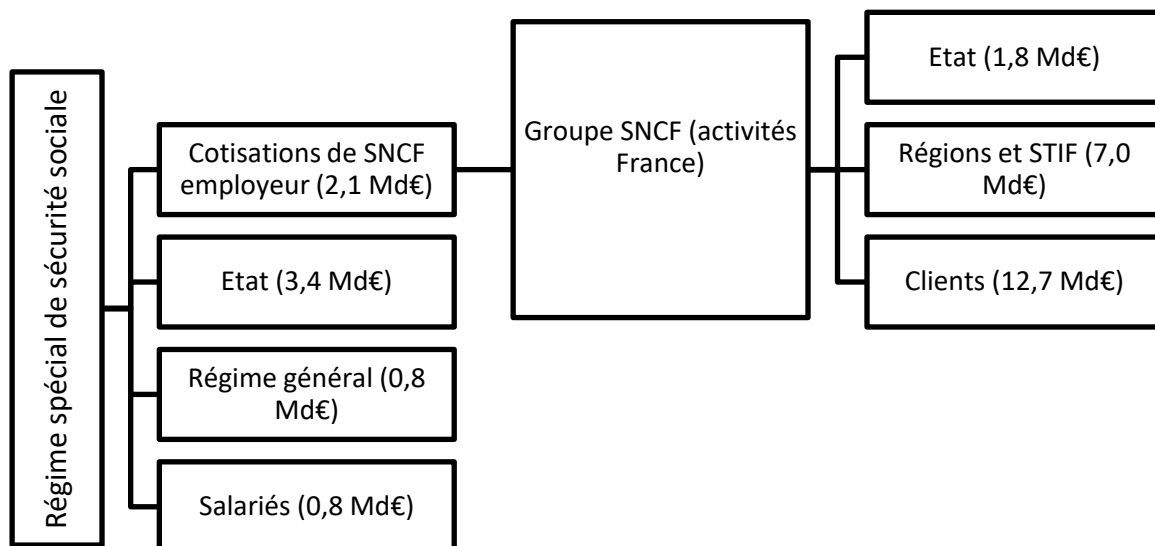 Régime spécial de sécurité sociale
Cotisations de SNCF
employeur (2,1 Md€)
Etat (3,4 Md€)
Régime général (0,8
Md€)
Salariés (0,8 Md€)
Groupe SNCF (activités
France)
Etat (1,8 Md€)
Régions et STIF (7,0
Md€)
Clients (12,7 Md€)